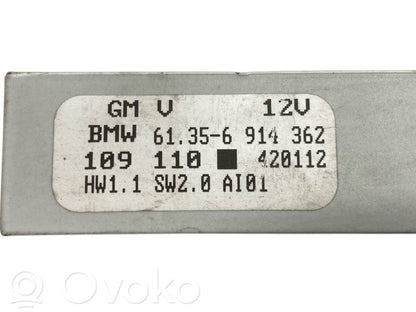 GM V 12V
BMW 61.35-6 914 362
109 110 ■ 420112
HW1.1 SW2.0 AI01
© Ovoko